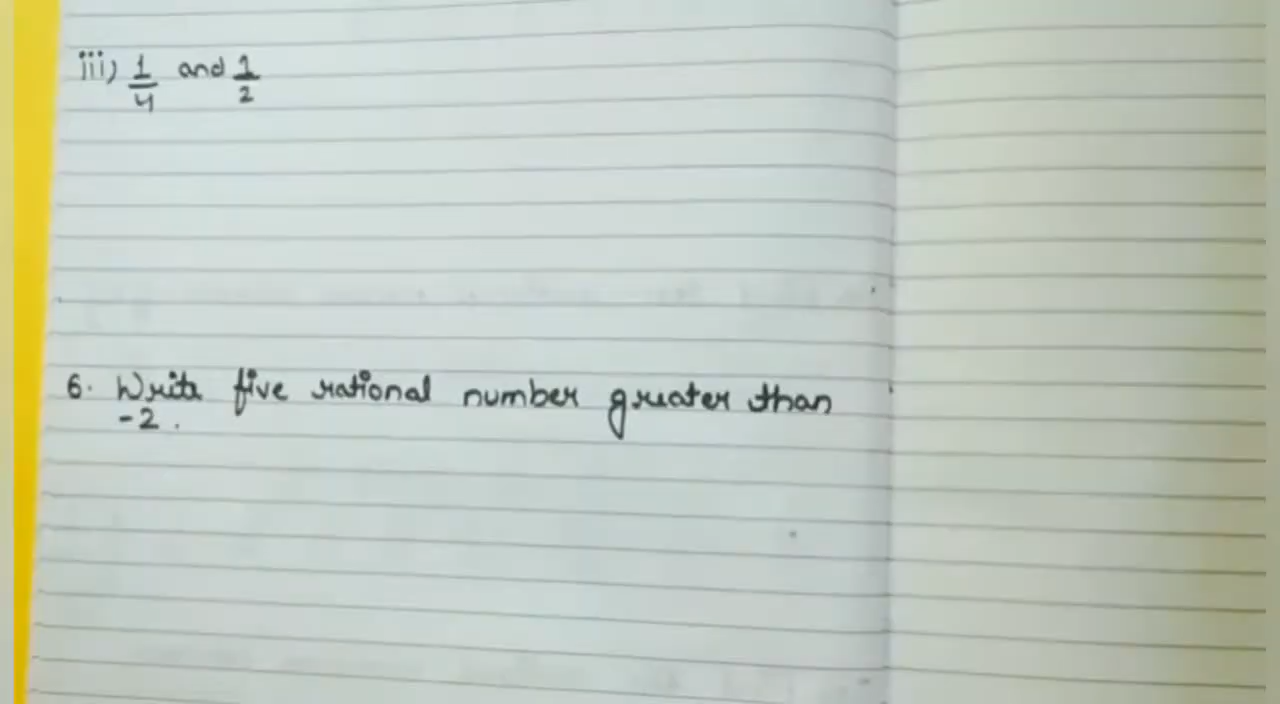 iii) 1/4 and 1/2
6. Write five rational number greater than
-2.